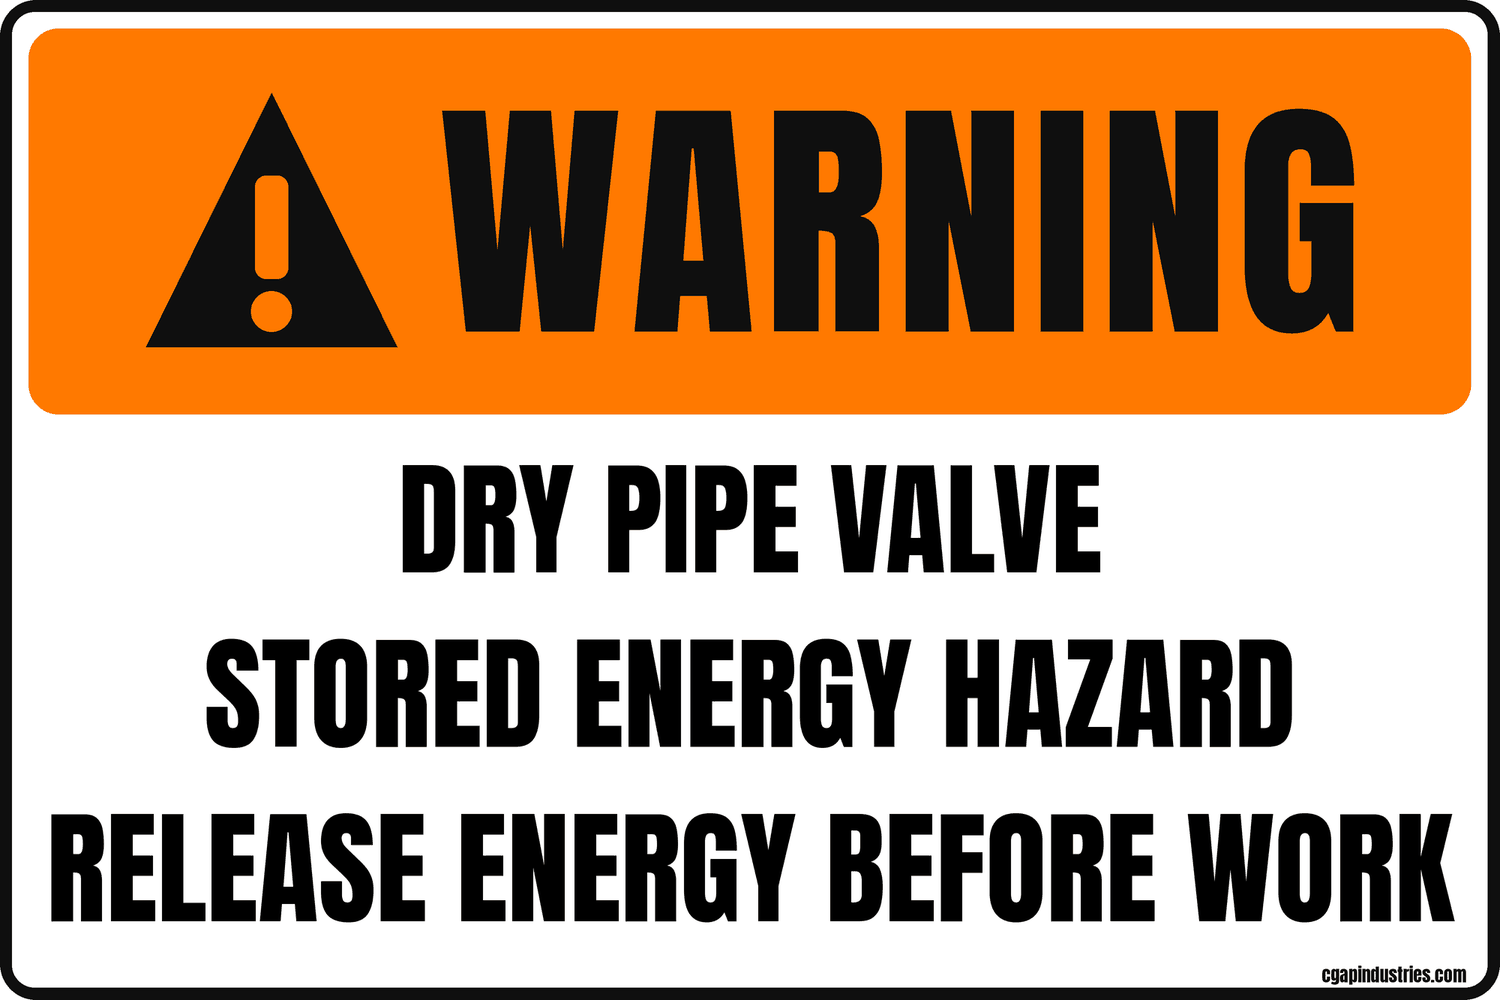 WARNING
DRY PIPE VALVE
STORED ENERGY HAZARD
RELEASE ENERGY BEFORE WORK
cgapindustries.com